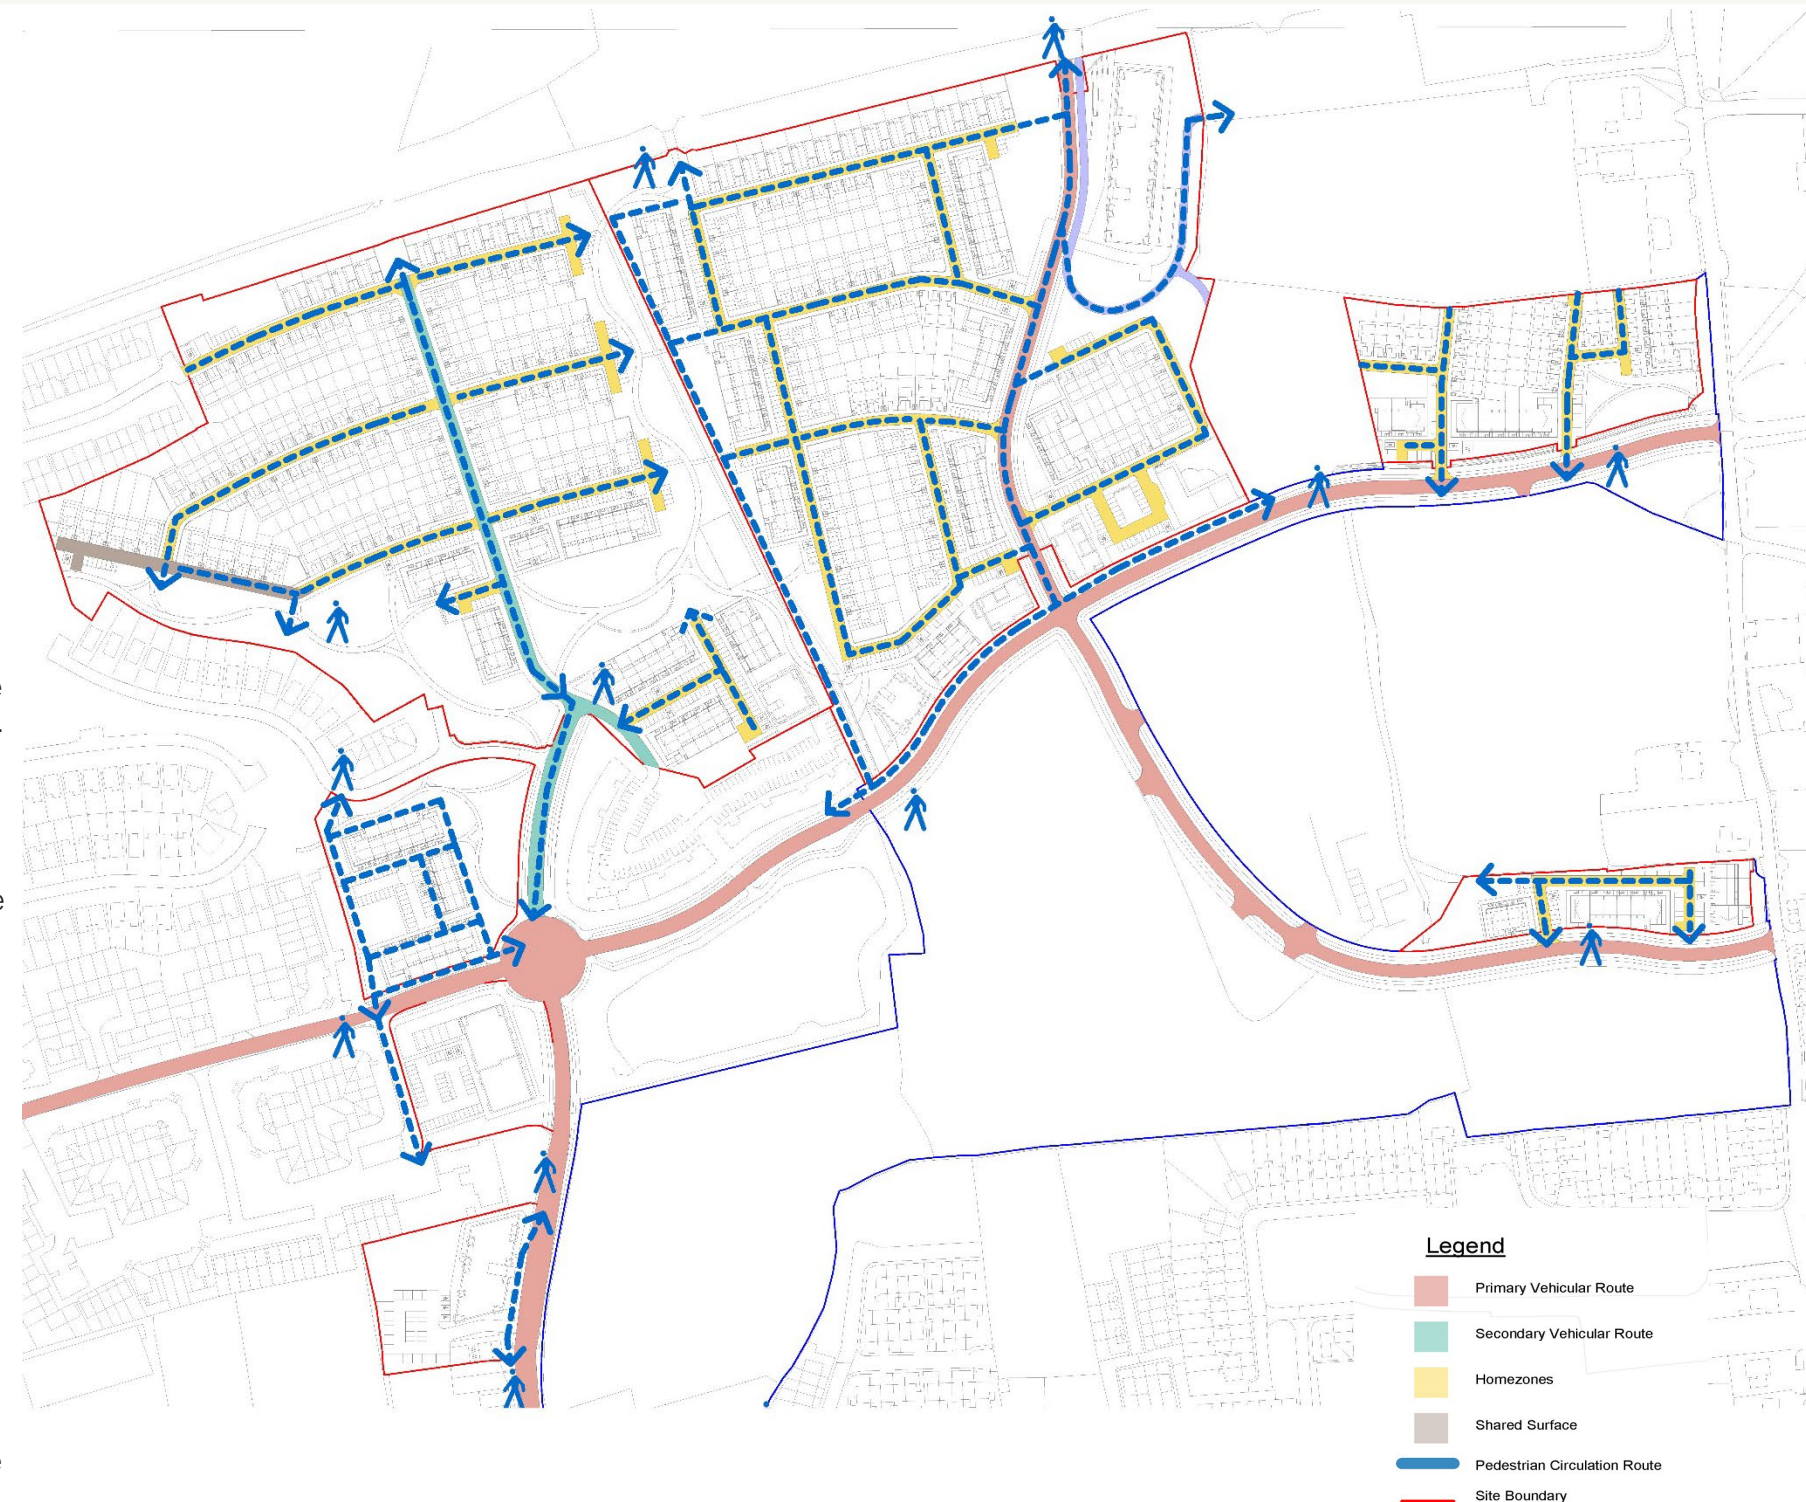 Legend
Primary Vehicular Route
Secondary Vehicular Route
Homezones
Shared Surface
Pedestrian Circulation Route
Site Boundary